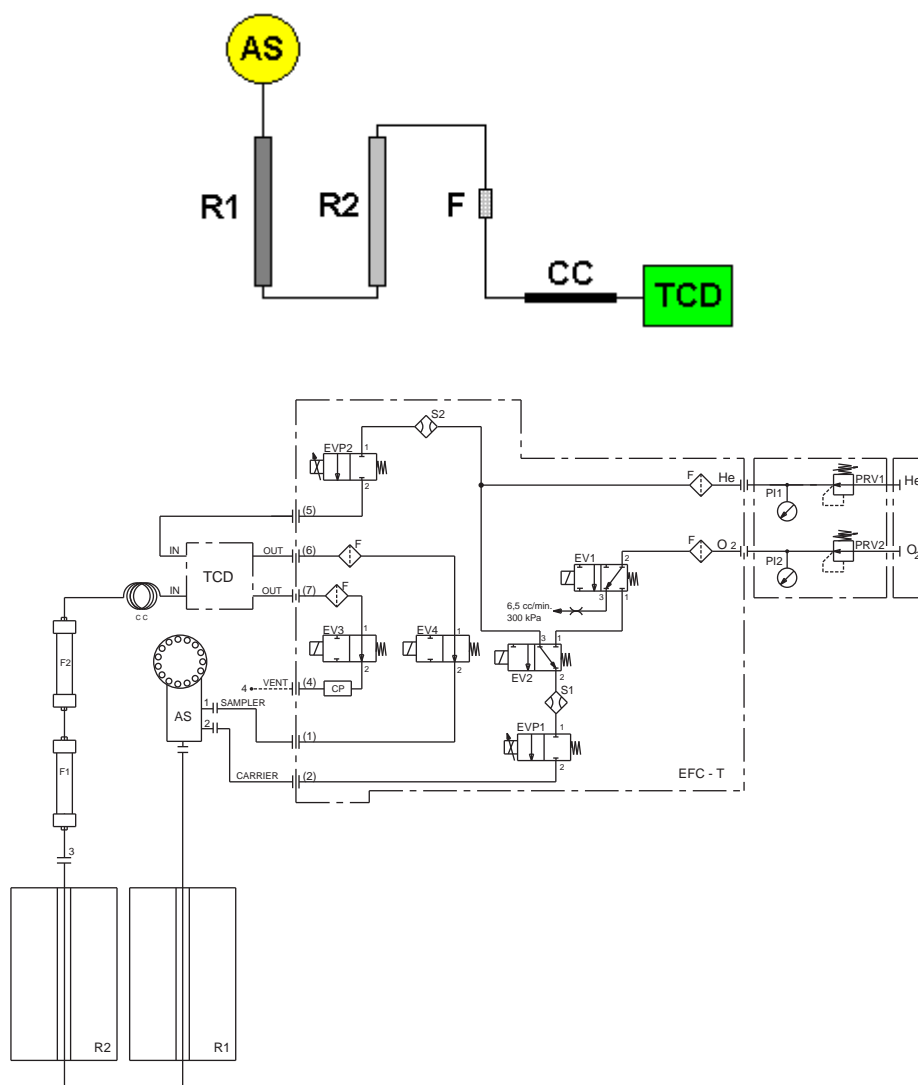 AS
R1
R2
F
CC
TCD
S2
EVP2
1
2
F
He
PI1
PRV1
He
(5)
IN
OUT
(6)
F
F
O 2
PI2
PRV2
O2
TCD
IN
OUT
(7)
F
EV1
2
3
1
6,5 cc/min.
300 kPa
C C
EV3
1
2
EV4
1
2
3
1
EV2
2
4
VENT
(4)
CP
S1
F2
AS
1
SAMPLER
2
(1)
EVP1
1
2
F1
CARRIER
(2)
EFC - T
3
R2
R1